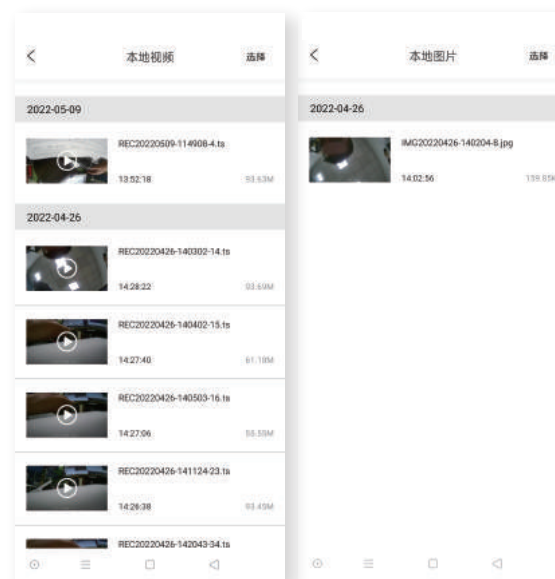 本地视频 选择
2022-05-09
REC20220509-114908-4.ts
13:52:18 93.63M
2022-04-26
REC20220426-140302-14.ts
14:28:22 93.69M
REC20220426-140402-15.ts
14:27:40 61.18M
REC20220426-140503-16.ts
14:27:06
REC20220426-141124-23.ts
14:26:38 93.49M
REC20220426-142043-34.ts
本地图片 选择
2022-04-26
IMG20220426-140204-8.jpg
14:02:56 139.85K